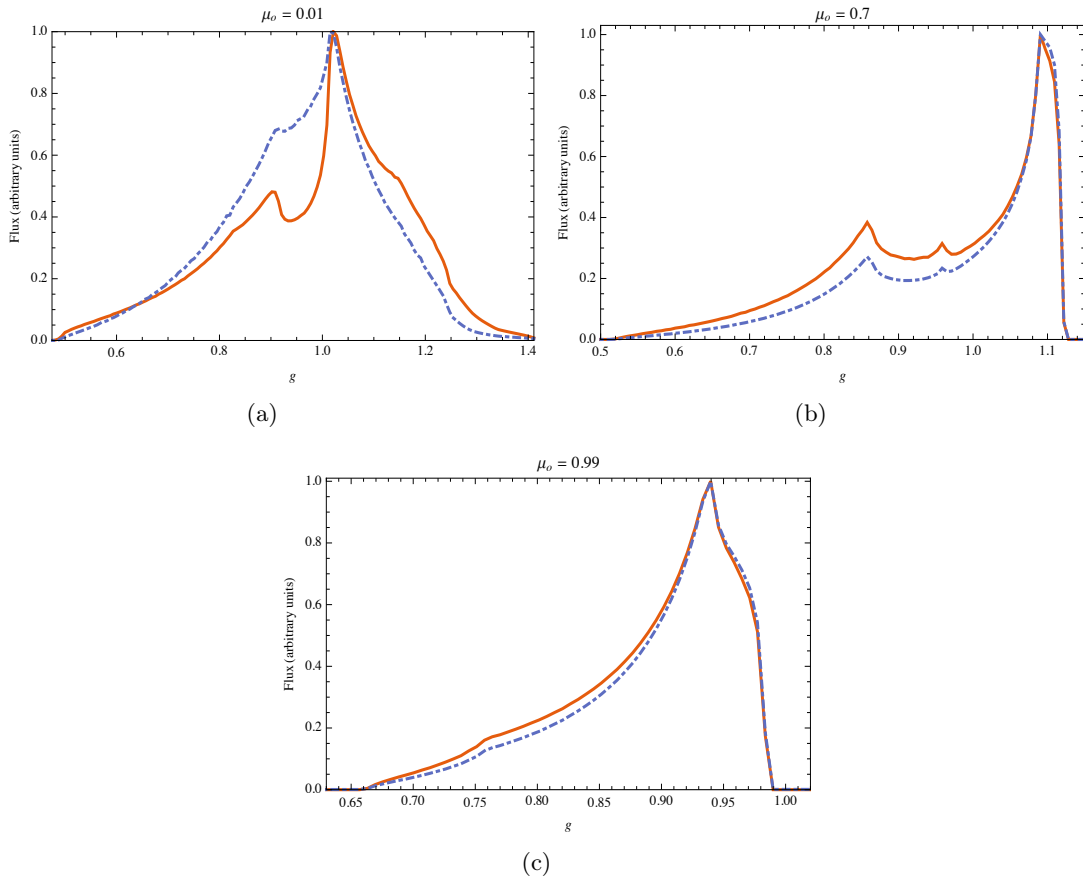 μₒ = 0.01
1.0
0.8
0.6
0.4
0.2
0.0
Flux (arbitrary units)
0.6 0.8 1.0 1.2 1.4
g
(a)
μₒ = 0.7
1.0
0.8
0.6
0.4
0.2
0.0
Flux (arbitrary units)
0.5 0.6 0.7 0.8 0.9 1.0 1.1
g
(b)
μₒ = 0.99
1.0
0.8
0.6
0.4
0.2
0.0
Flux (arbitrary units)
0.65 0.70 0.75 0.80 0.85 0.90 0.95 1.00
g
(c)